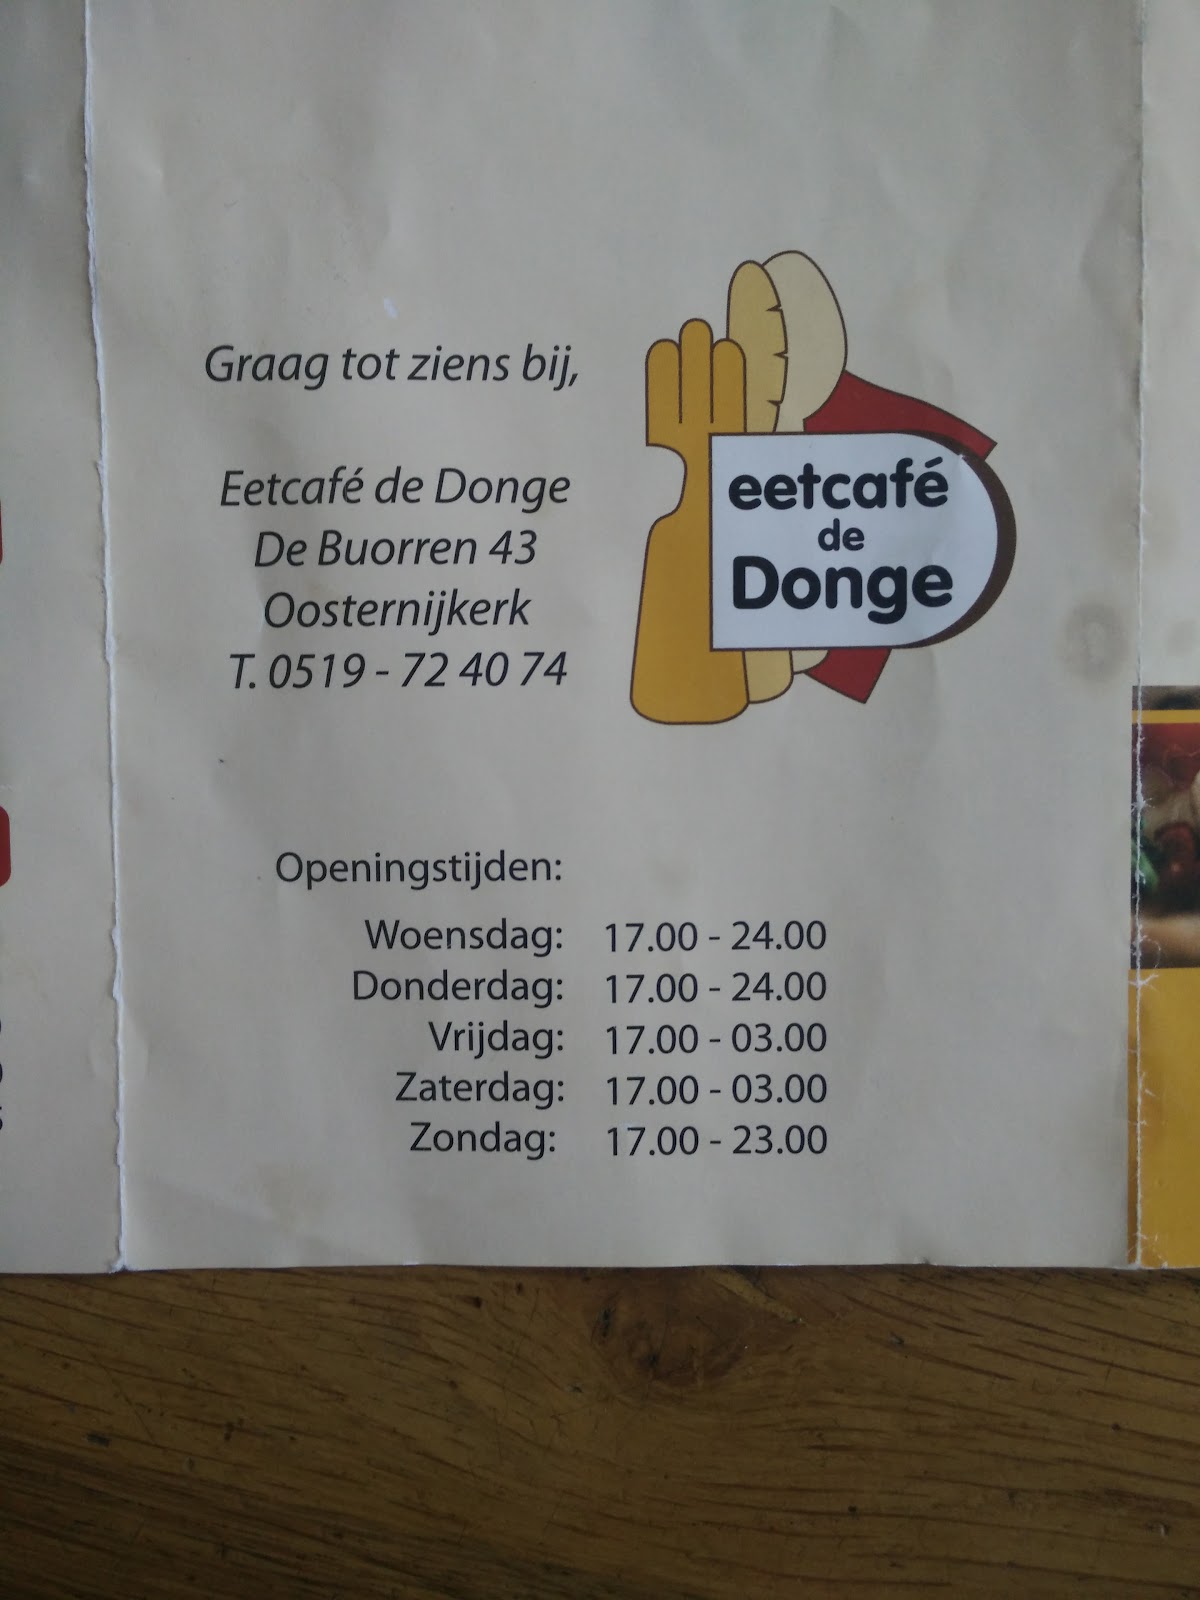 Graag tot ziens bij,
Eetcafé de Donge
De Buorren 43
Oosternijkerk
T. 0519 - 72 40 74
eetcafé
de
Donge
Openingstijden:
Woensdag: 17.00 - 24.00
Donderdag: 17.00 - 24.00
Vrijdag: 17.00 - 03.00
Zaterdag: 17.00 - 03.00
Zondag: 17.00 - 23.00